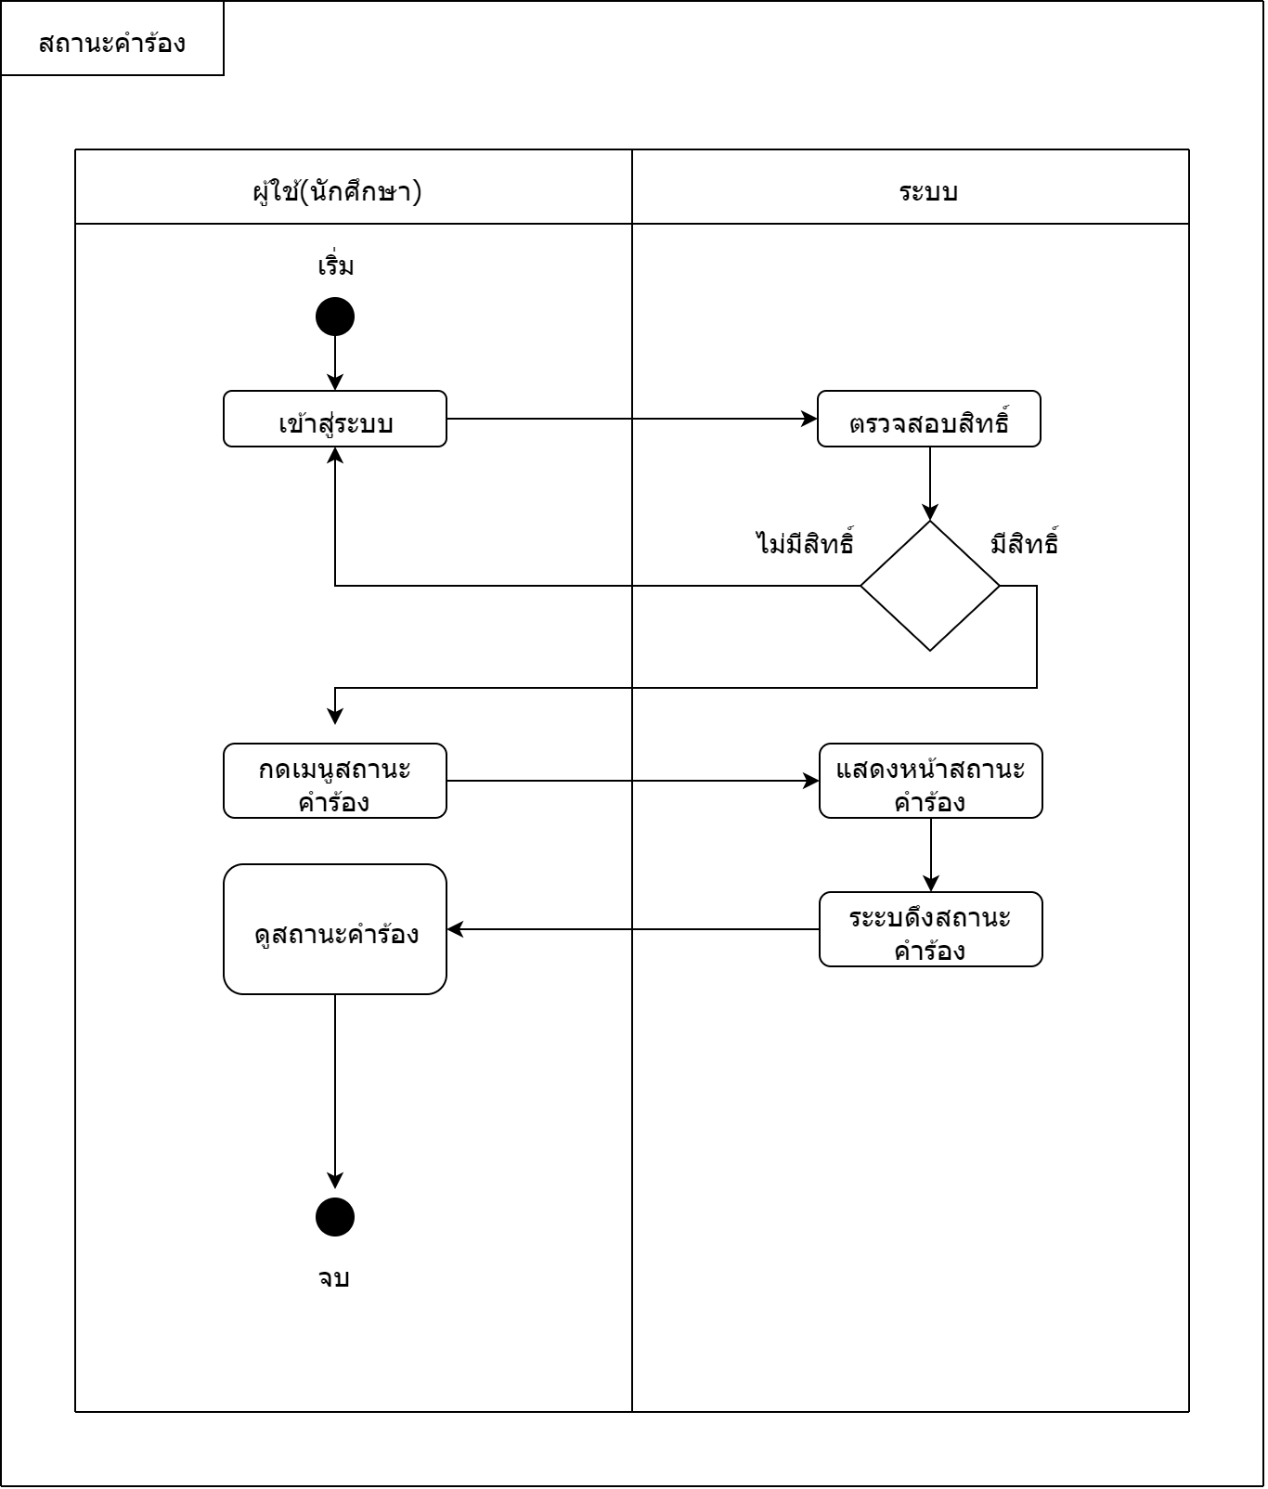 สถานะคำร้อง
ผู้ใช้(นักศึกษา)
ระบบ
เริ่ม
เข้าสู่ระบบ
ตรวจสอบสิทธิ์
ไม่มีสิทธิ์
มีสิทธิ์
กดเมนูสถานะ
คำร้อง
แสดงหน้าสถานะ
คำร้อง
ระะบดึงสถานะ
คำร้อง
ดูสถานะคำร้อง
จบ